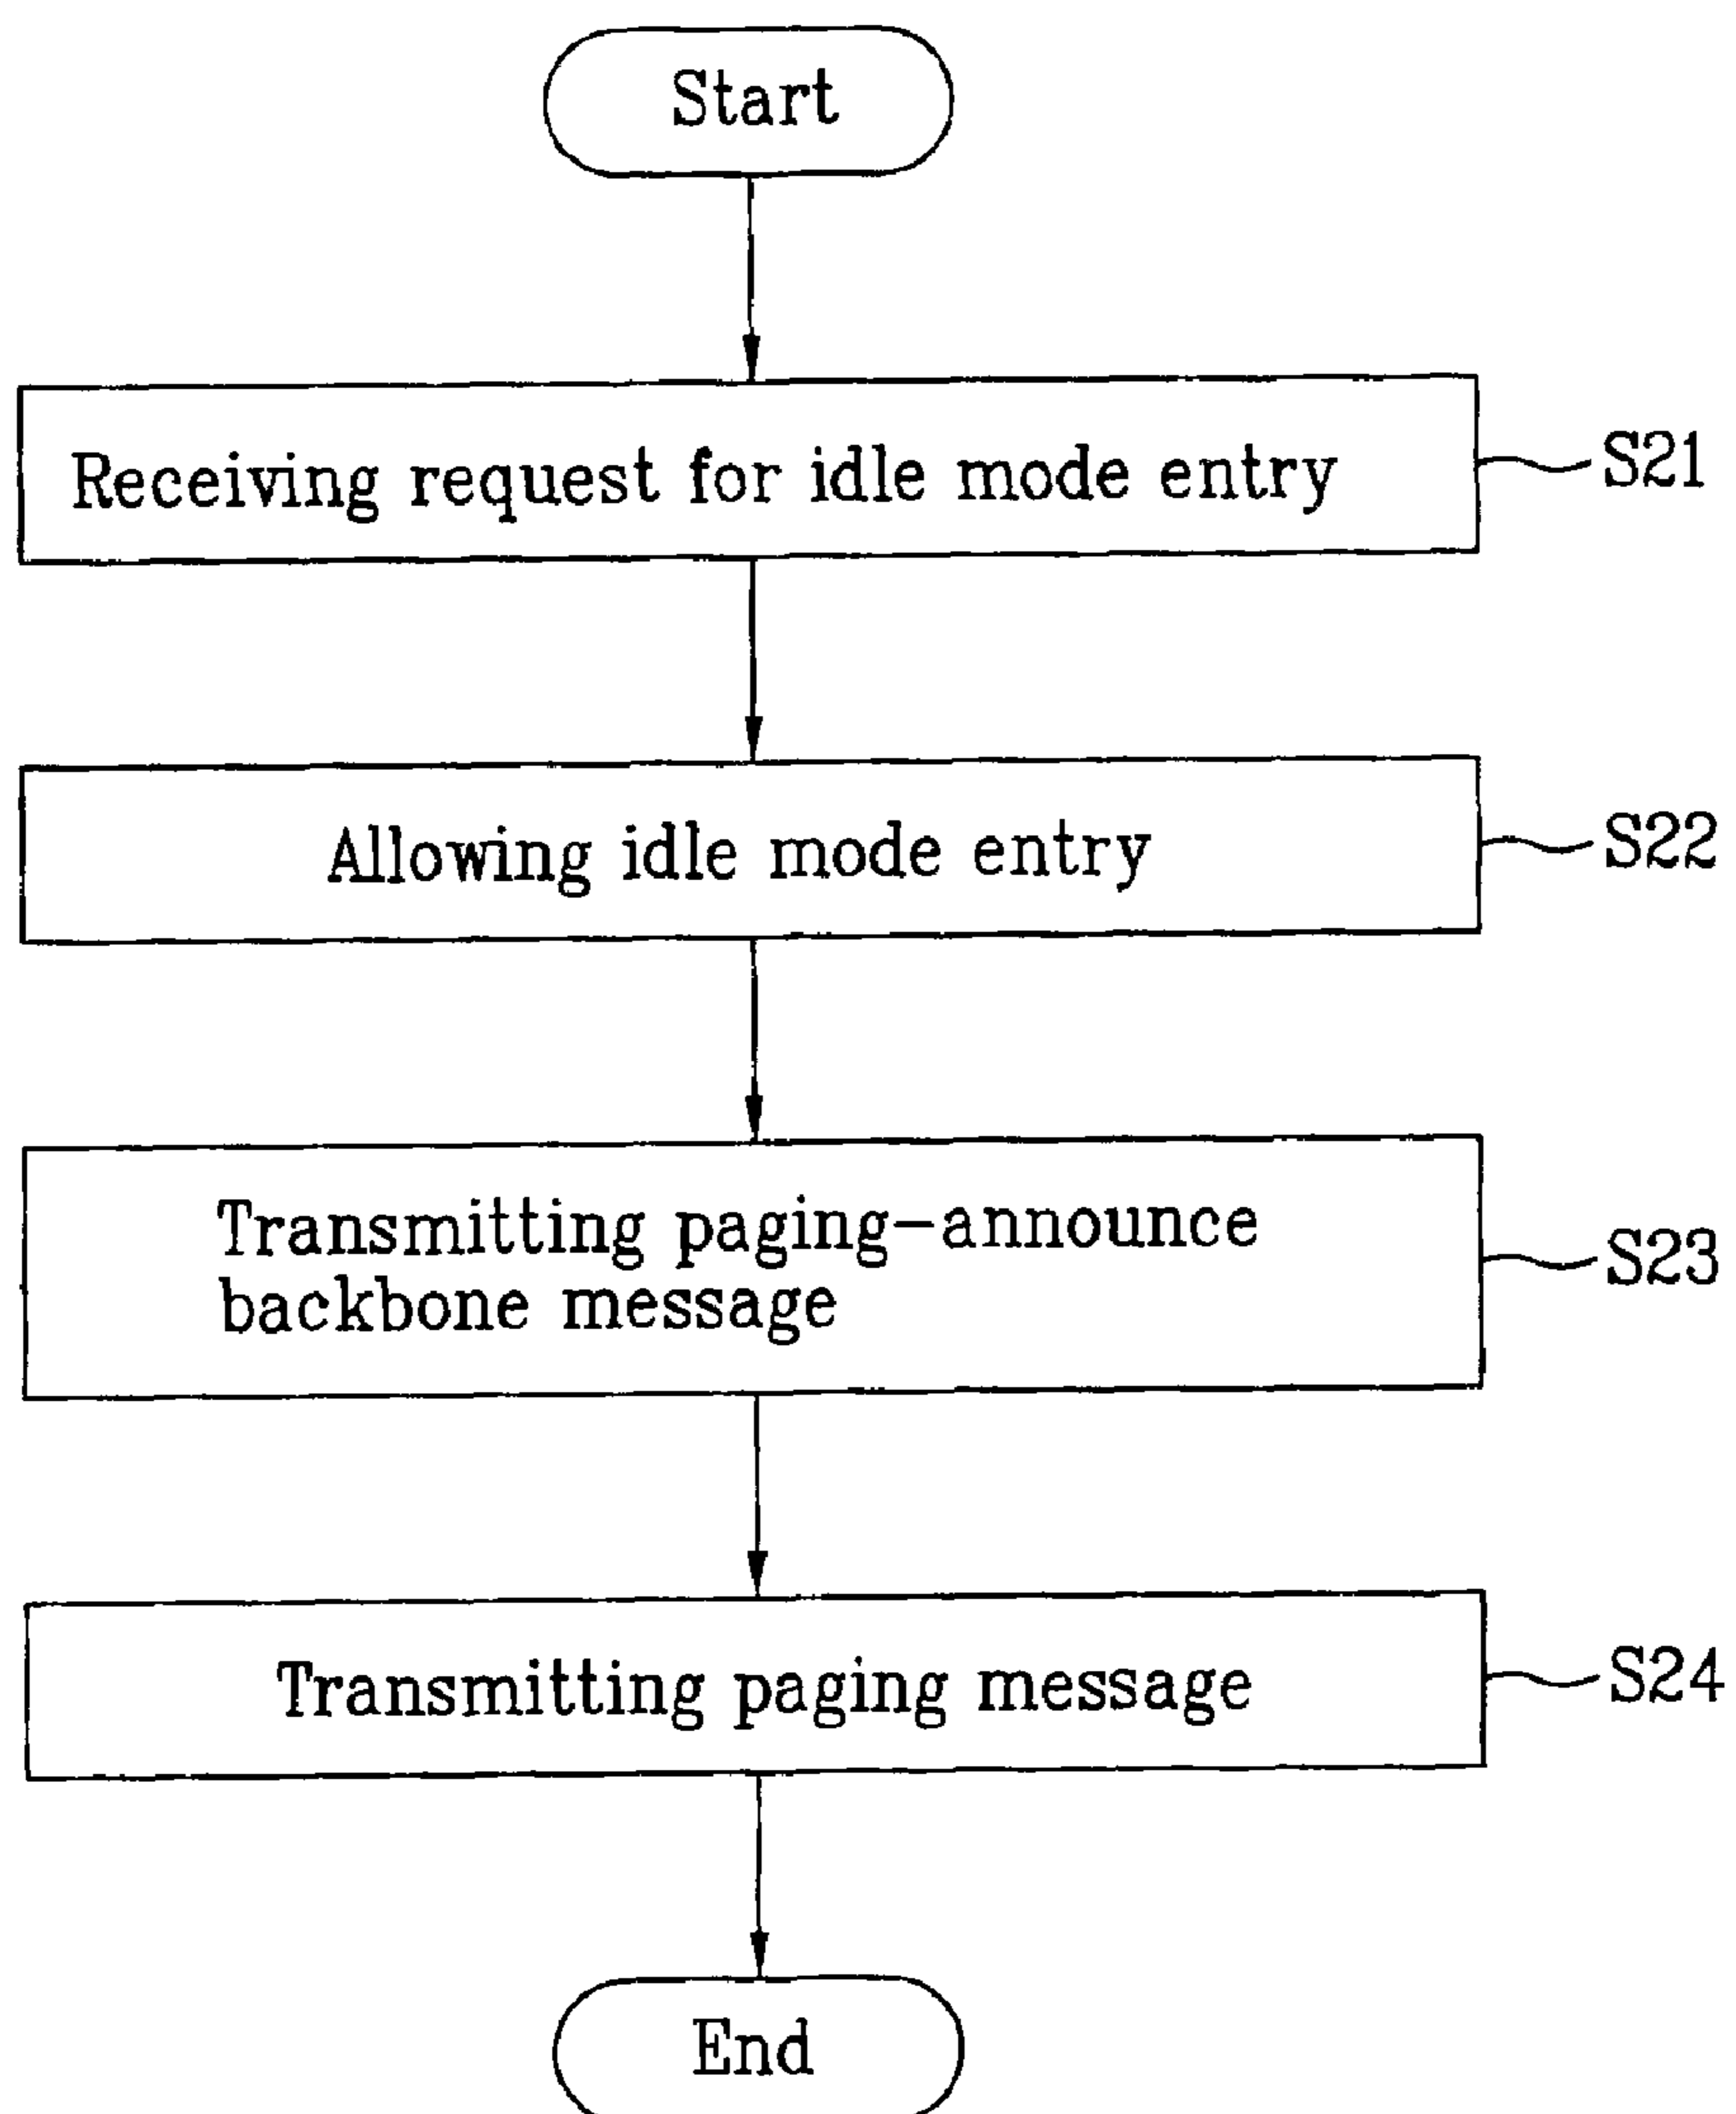 Start
Receiving request for idle mode entry
S21
Allowing idle mode entry
S22
Transmitting paging-announce
backbone message
S23
Transmitting paging message
S24
End